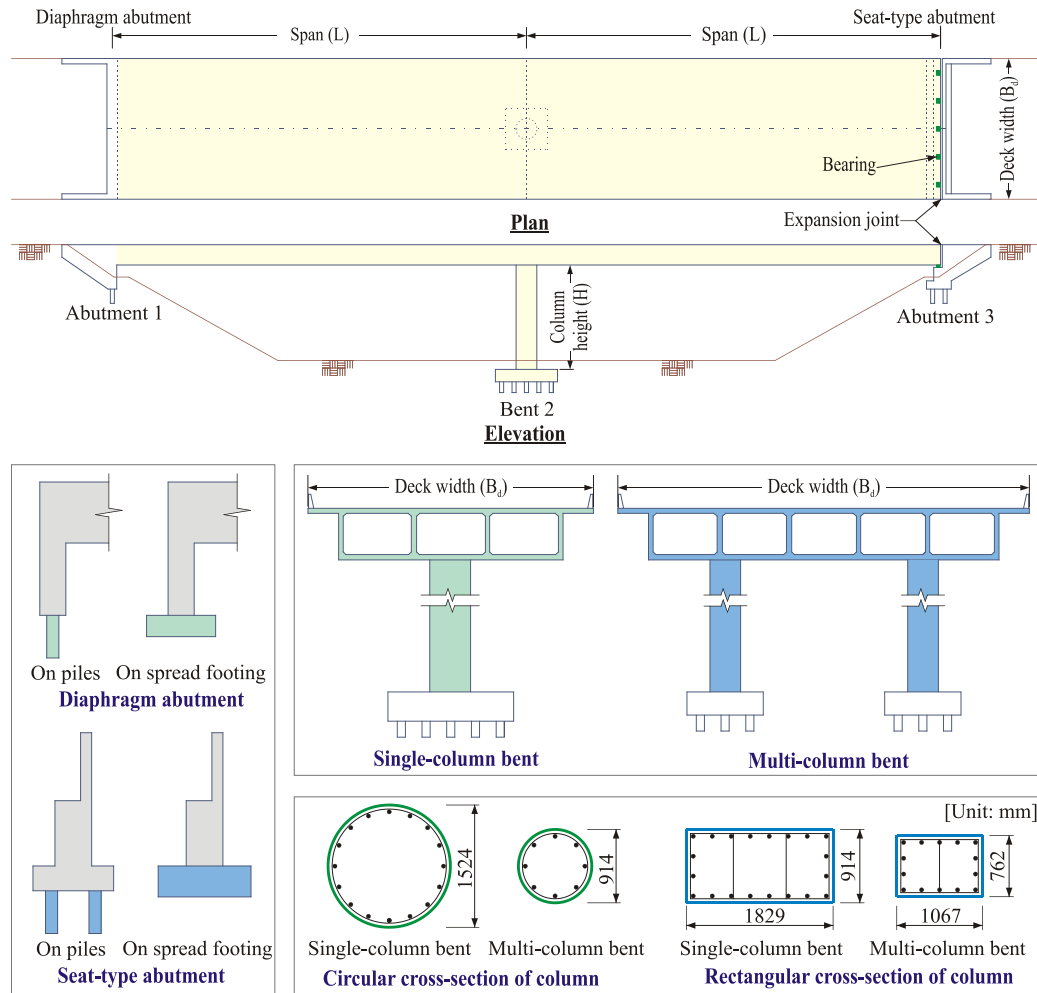 Diaphragm abutment
Seat-type abutment
Span (L)
Span (L)
Deck width (Bd)
Bearing
Plan
Expansion joint
Column
height (H)
Abutment 1
Abutment 3
Bent 2
Elevation
On piles
On spread footing
Diaphragm abutment
On piles
On spread footing
Seat-type abutment
Deck width (Bd)
Deck width (Bd)
Single-column bent
Multi-column bent
[Unit: mm]
1524
914
914
762
1829
1067
Single-column bent
Multi-column bent
Single-column bent
Multi-column bent
Circular cross-section of column
Rectangular cross-section of column